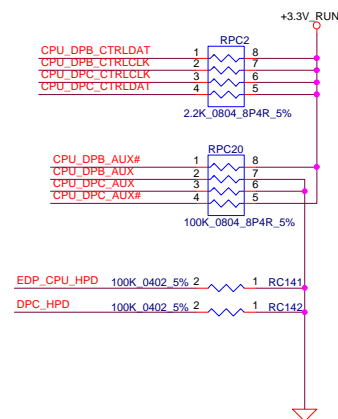 +3.3V_RUN
RPC2
CPU_DPB_CTRLDAT 1 8
CPU_DPB_CTRLCLK 2 7
CPU_DPC_CTRLCLK 3 6
CPU_DPC_CTRLDAT 4 5
2.2K_0804_8P4R_5%
RPC20
CPU_DPB_AUX# 1 8
CPU_DPB_AUX 2 7
CPU_DPC_AUX 3 6
CPU_DPC_AUX# 4 5
100K_0804_8P4R_5%
EDP_CPU_HPD 100K_0402_5% 2 1 RC141
DPC_HPD 100K_0402_5% 2 1 RC142